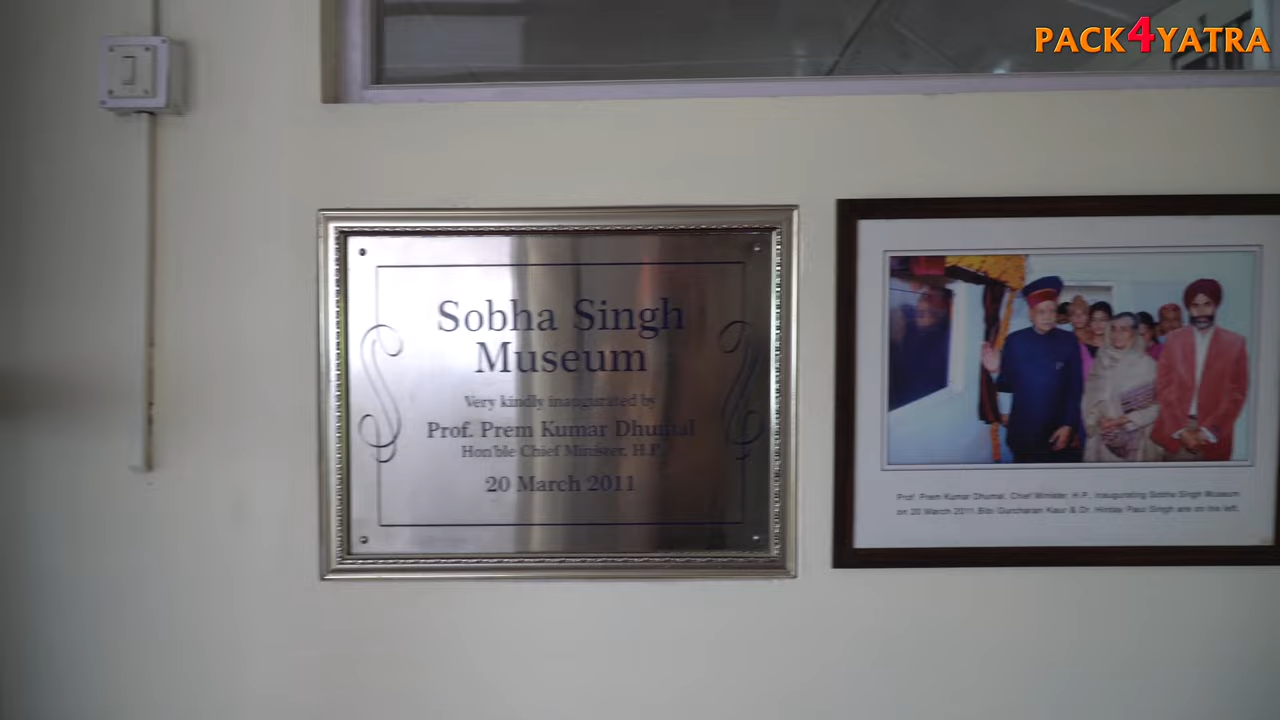 PACK4YATRA
Sobha Singh
Museum
Very kindly inaugurated by
Prof. Prem Kumar Dhumal
Hon'ble Chief Minister, H.P.
20 March 2011
Prof. Prem Kumar Dhumal, Chief Minister, H.P. inaugurating Sobha Singh Museum
on 20 March 2011. Bibi Gurcharan Kaur & Dr. Hirday Paul Singh are on his left.